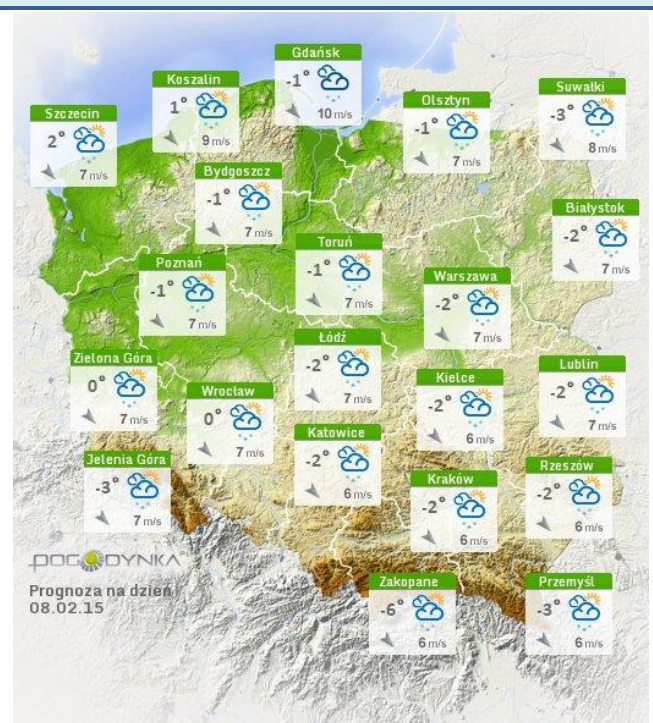 Gdańsk
-1°
10 m/s
Koszalin
1°
9 m/s
Suwałki
-3°
8 m/s
Olsztyn
-1°
7 m/s
Szczecin
2°
7 m/s
Bydgoszcz
-1°
7 m/s
Białystok
-2°
7 m/s
Toruń
-1°
7 m/s
Poznań
-1°
7 m/s
Warszawa
-2°
7 m/s
Łódź
-2°
7 m/s
Zielona Góra
0°
7 m/s
Lublin
-2°
7 m/s
Kielce
-2°
6 m/s
Wrocław
0°
7 m/s
Katowice
-2°
6 m/s
Jelenia Góra
-3°
7 m/s
Rzeszów
-2°
6 m/s
Kraków
-2°
6 m/s
POGODYNKA
Prognoza na dzień
08.02.15
Zakopane
-6°
6 m/s
Przemyśl
-3°
6 m/s